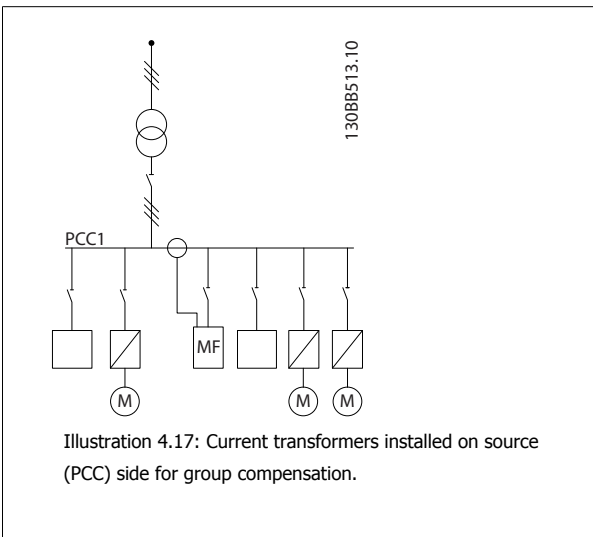 130BB513.10
PCC1
MF
M
M
M
Illustration 4.17: Current transformers installed on source
(PCC) side for group compensation.